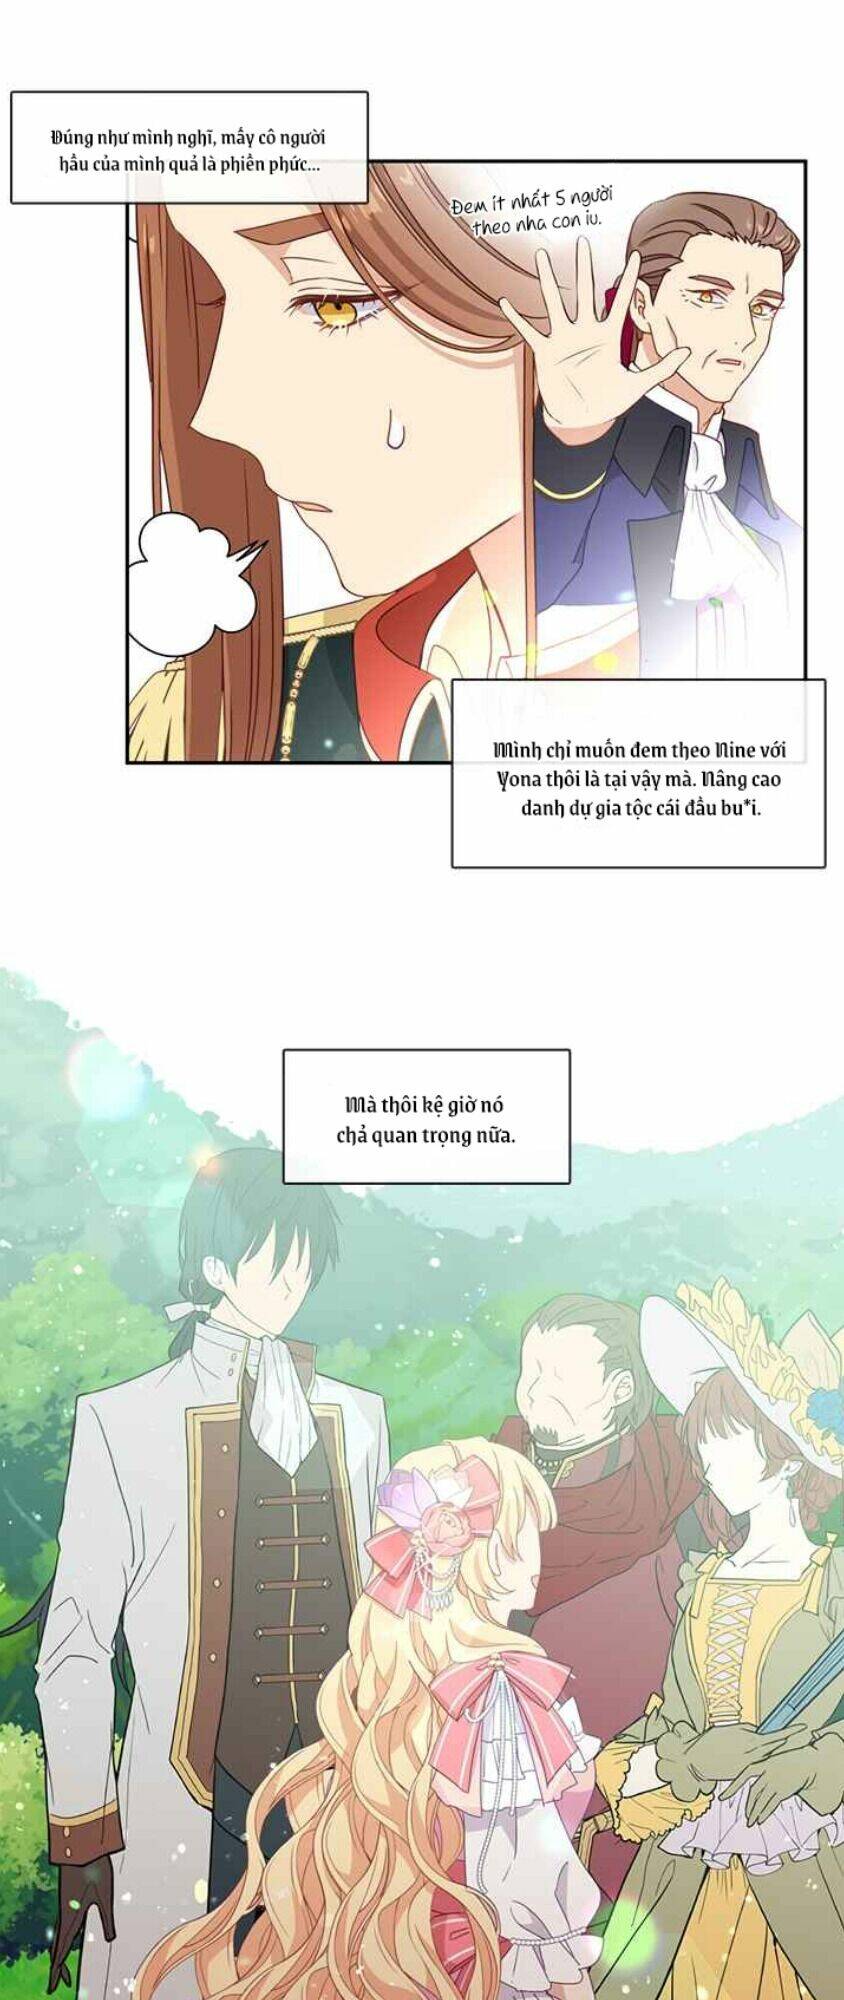 Đúng như mình nghĩ, mấy cô người
hầu của mình quả là phiền phức...
Đem ít nhất 5 người
theo nha con iu.
Mình chỉ muốn đem theo Nine với
Yona thôi là tại vậy mà. Nâng cao
danh dự gia tộc cái đầu bu*i.
Mà thôi kệ giờ nó
chả quan trọng nữa.